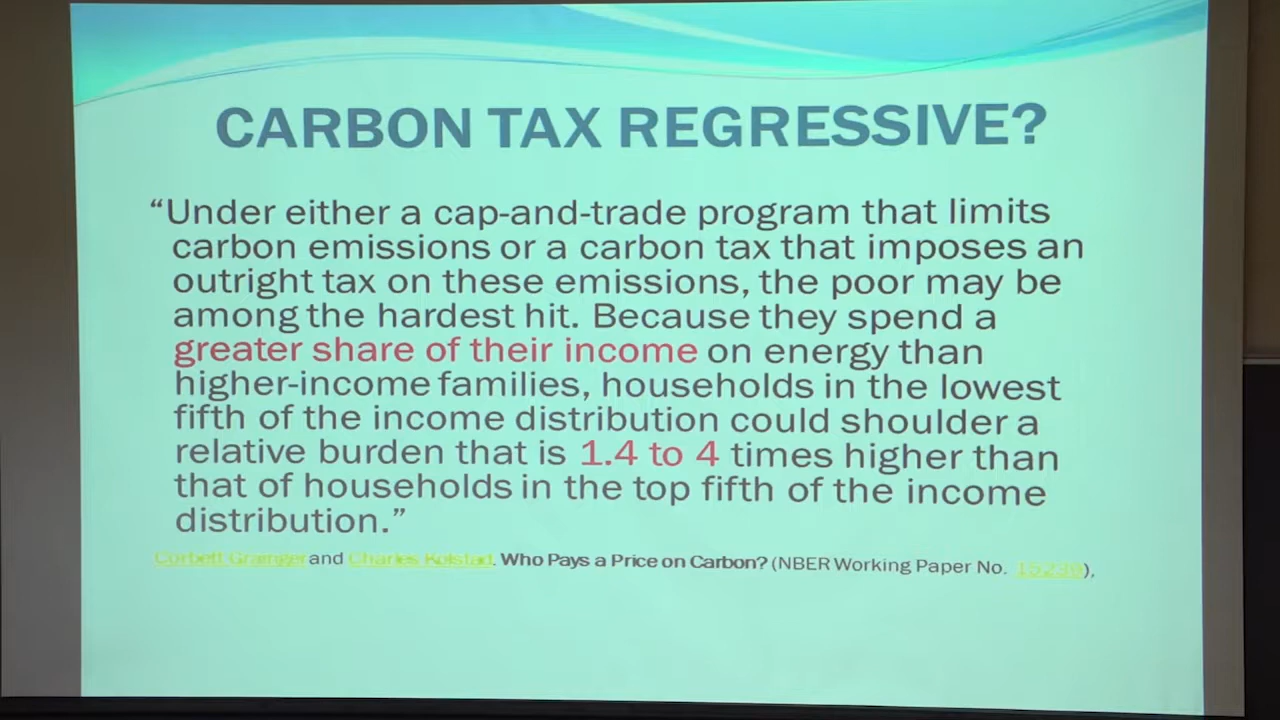 CARBON TAX REGRESSIVE?
“Under either a cap-and-trade program that limits
carbon emissions or a carbon tax that imposes an
outright tax on these emissions, the poor may be
among the hardest hit. Because they spend a
greater share of their income on energy than
higher-income families, households in the lowest
fifth of the income distribution could shoulder a
relative burden that is 1.4 to 4 times higher than
that of households in the top fifth of the income
distribution.”
Corbett Grainger and Charles Kolstad. Who Pays a Price on Carbon? (NBER Working Paper No. 15239),